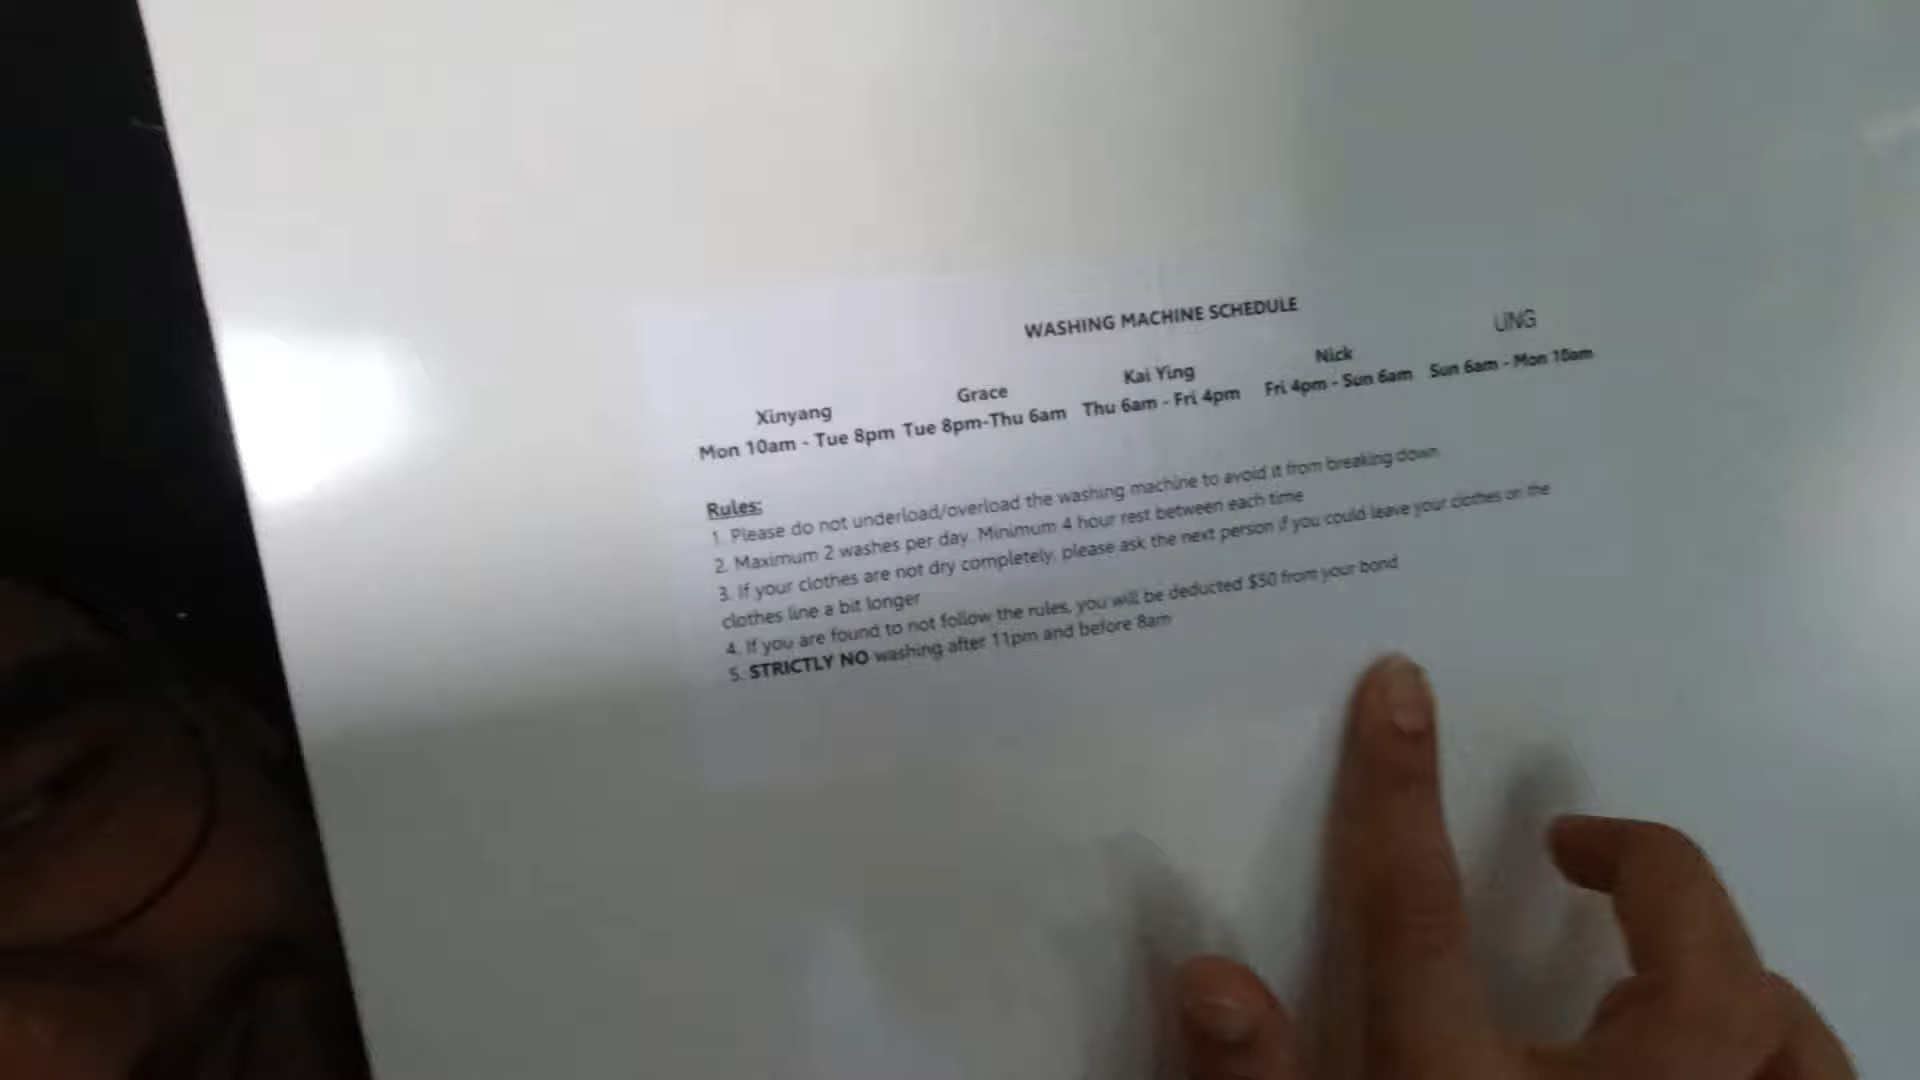 WASHING MACHINE SCHEDULE
Xinyang Grace Kai Ying Nick LING
Mon 10am - Tue 8pm Tue 8pm-Thu 6am Thu 6am - Fri 4pm Fri 4pm - Sun 6am Sun 6am - Mon 10am
Rules:
1. Please do not underload/overload the washing machine to avoid it from breaking down
2. Maximum 2 washes per day. Minimum 4 hour rest between each time
3. If your clothes are not dry completely, please ask the next person if you could leave your clothes on the
clothes line a bit longer
4. If you are found to not follow the rules, you will be deducted $50 from your bond
5. STRICTLY NO washing after 11pm and before 8am